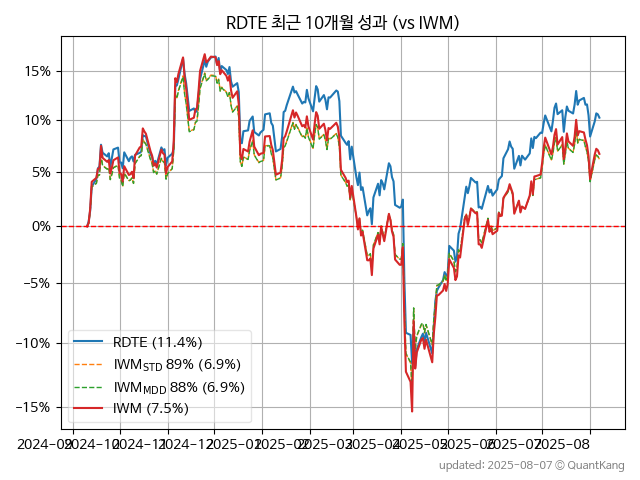 RDTE 최근 10개월 성과 (vs IWM)
15%
10%
5%
0%
−5%
−10%
−15%
RDTE (11.4%)
IWM_STD 89% (6.9%)
IWM_MDD 88% (6.9%)
IWM (7.5%)
2024-09 2024-10 2024-11 2024-12 2025-01 2025-02 2025-03 2025-04 2025-05 2025-06 2025-07 2025-08
updated: 2025-08-07 © QuantKang